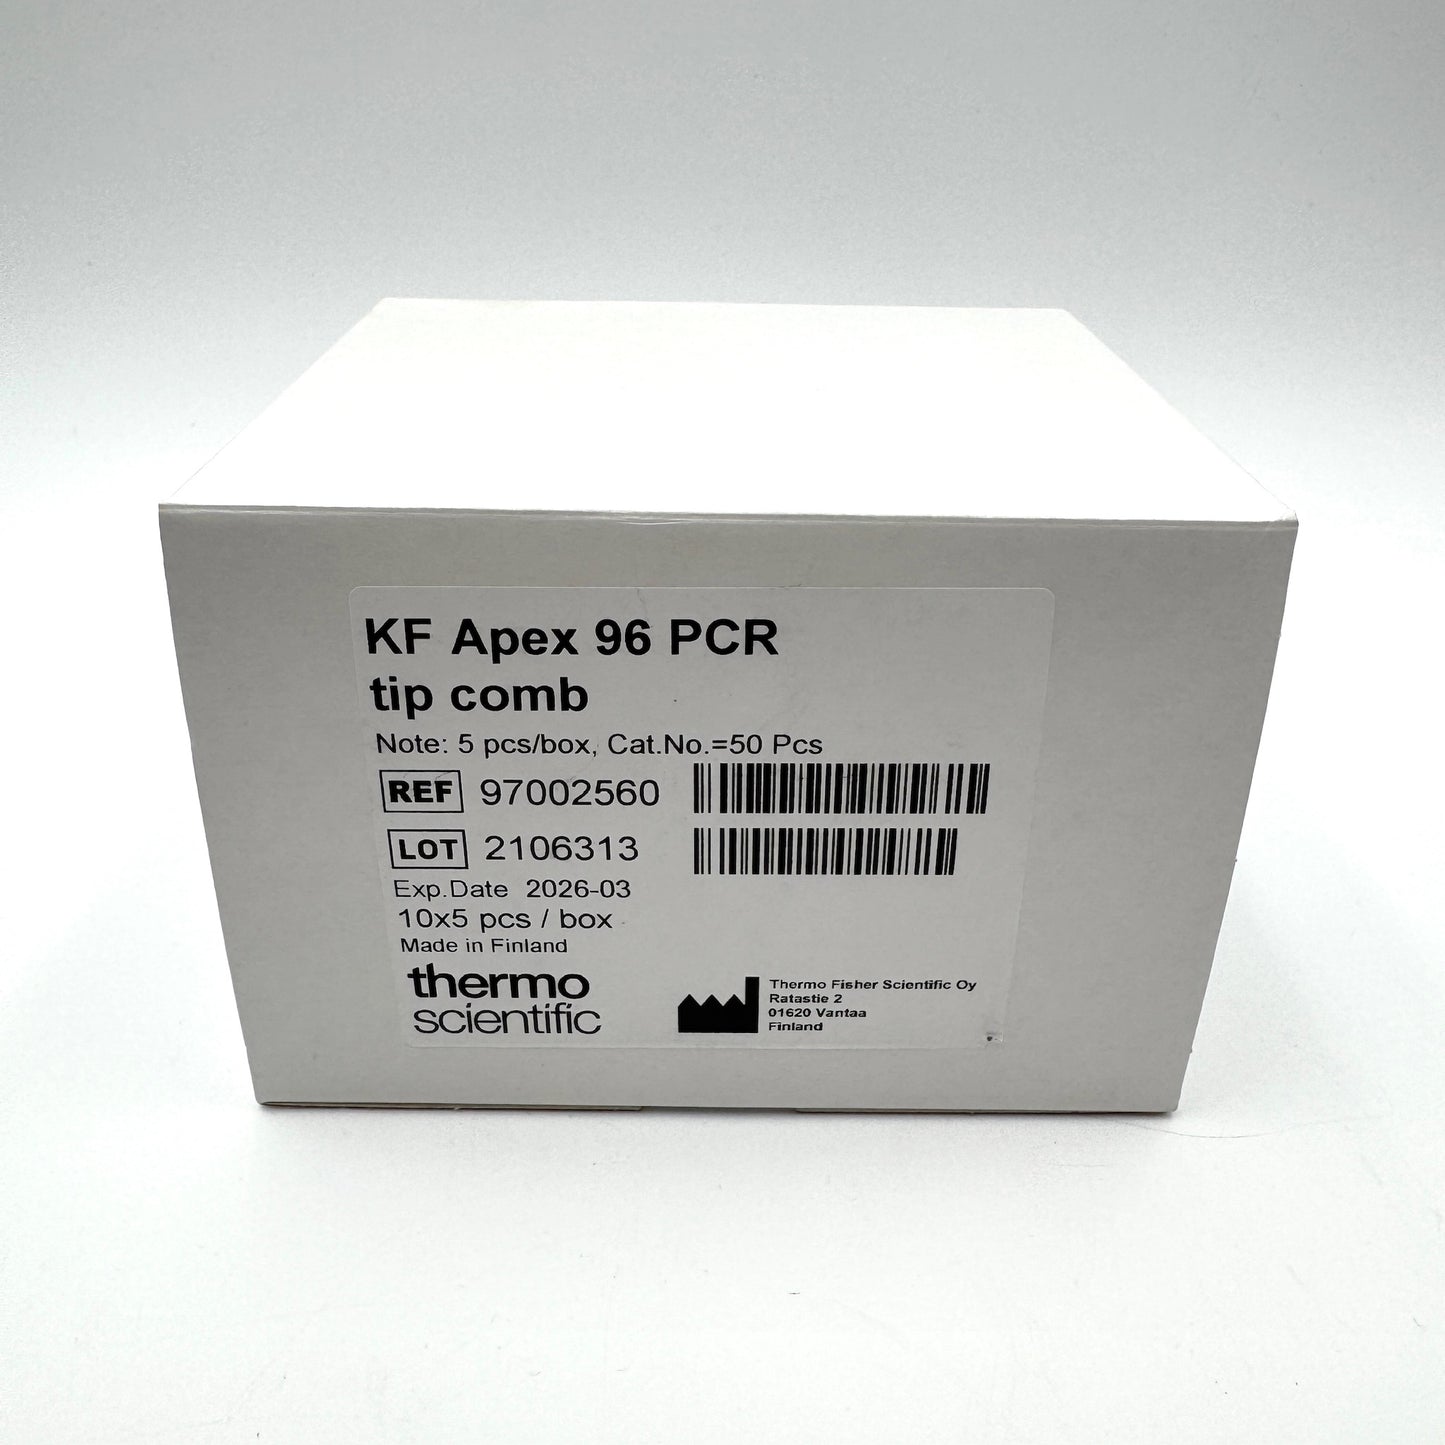 KF Apex 96 PCR
tip comb
Note: 5 pcs/box, Cat.No.=50 Pcs
REF 97002560
LOT 2106313
Exp.Date 2026-03
10x5 pcs / box
Made in Finland
thermo
scientific
Thermo Fisher Scientific Oy
Ratastie 2
01620 Vantaa
Finland